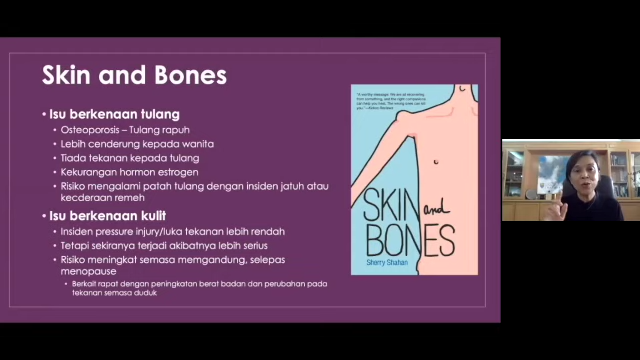 Skin and Bones
• Isu berkenaan tulang
• Osteoporosis – Tulang rapuh
• Lebih cenderung kepada wanita
• Tiada tekanan kepada tulang
• Kekurangan hormon estrogen
• Risiko mengalami patah tulang dengan insiden jatuh atau
kecderaan remeh
• Isu berkenaan kulit
• Insiden pressure injury/luka tekanan lebih rendah
• Tetapi sekiranya terjadi akibatnya lebih serius
• Risiko meningkat semasa memgandung, selepas
menopause
• Berkait rapat dengan peningkatan berat badan dan perubahan pada
tekanan semasa duduk
SKIN and
BONES
Sherry Shahan